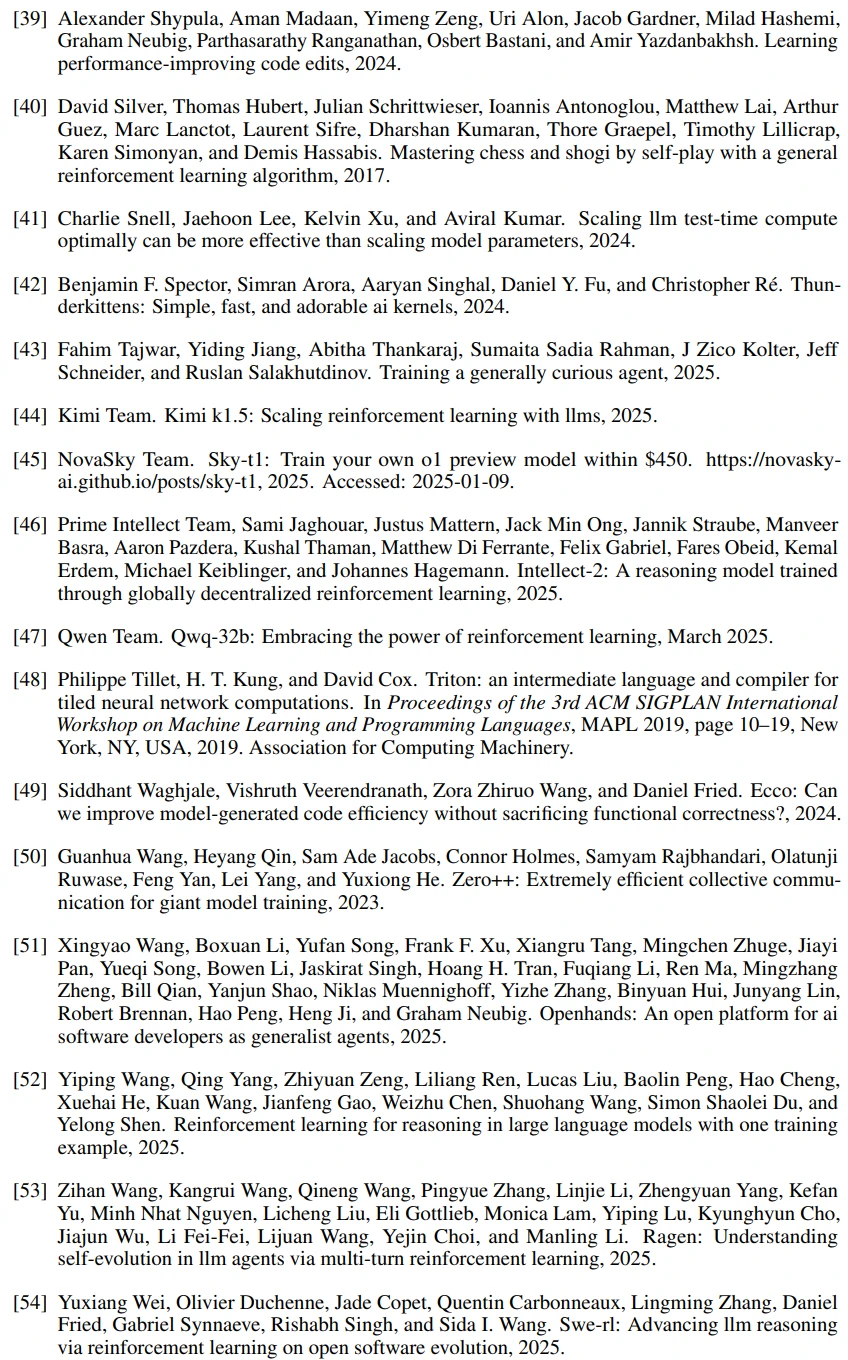 [39] Alexander Shypula, Aman Madaan, Yimeng Zeng, Uri Alon, Jacob Gardner, Milad Hashemi,
Graham Neubig, Parthasarathy Ranganathan, Osbert Bastani, and Amir Yazdanbakhsh. Learning
performance-improving code edits, 2024.
[40] David Silver, Thomas Hubert, Julian Schrittwieser, Ioannis Antonoglou, Matthew Lai, Arthur
Guez, Marc Lanctot, Laurent Sifre, Dharshan Kumaran, Thore Graepel, Timothy Lillicrap,
Karen Simonyan, and Demis Hassabis. Mastering chess and shogi by self-play with a general
reinforcement learning algorithm, 2017.
[41] Charlie Snell, Jaehoon Lee, Kelvin Xu, and Aviral Kumar. Scaling llm test-time compute
optimally can be more effective than scaling model parameters, 2024.
[42] Benjamin F. Spector, Simran Arora, Aaryan Singhal, Daniel Y. Fu, and Christopher Ré. Thun-
derkittens: Simple, fast, and adorable ai kernels, 2024.
[43] Fahim Tajwar, Yiding Jiang, Abitha Thankaraj, Sumaita Sadia Rahman, J Zico Kolter, Jeff
Schneider, and Ruslan Salakhutdinov. Training a generally curious agent, 2025.
[44] Kimi Team. Kimi k1.5: Scaling reinforcement learning with llms, 2025.
[45] NovaSky Team. Sky-t1: Train your own o1 preview model within $450. https://novasky-
ai.github.io/posts/sky-t1, 2025. Accessed: 2025-01-09.
[46] Prime Intellect Team, Sami Jaghouar, Justus Mattern, Jack Min Ong, Jannik Straube, Manveer
Basra, Aaron Pazdera, Kushal Thaman, Matthew Di Ferrante, Felix Gabriel, Fares Obeid, Kemal
Erdem, Michael Keiblinger, and Johannes Hagemann. Intellect-2: A reasoning model trained
through globally decentralized reinforcement learning, 2025.
[47] Qwen Team. Qwq-32b: Embracing the power of reinforcement learning, March 2025.
[48] Philippe Tillet, H. T. Kung, and David Cox. Triton: an intermediate language and compiler for
tiled neural network computations. In Proceedings of the 3rd ACM SIGPLAN International
Workshop on Machine Learning and Programming Languages, MAPL 2019, page 10–19, New
York, NY, USA, 2019. Association for Computing Machinery.
[49] Siddhant Waghjale, Vishruth Veerendranath, Zora Zhiruo Wang, and Daniel Fried. Ecco: Can
we improve model-generated code efficiency without sacrificing functional correctness?, 2024.
[50] Guanhua Wang, Heyang Qin, Sam Ade Jacobs, Connor Holmes, Samyam Rajbhandari, Olatunji
Ruwase, Feng Yan, Lei Yang, and Yuxiong He. Zero++: Extremely efficient collective commu-
nication for giant model training, 2023.
[51] Xingyao Wang, Boxuan Li, Yufan Song, Frank F. Xu, Xiangru Tang, Mingchen Zhuge, Jiayi
Pan, Yueqi Song, Bowen Li, Jaskirat Singh, Hoang H. Tran, Fuqiang Li, Ren Ma, Mingzhang
Zheng, Bill Qian, Yanjun Shao, Niklas Muennighoff, Yizhe Zhang, Binyuan Hui, Junyang Lin,
Robert Brennan, Hao Peng, Heng Ji, and Graham Neubig. Openhands: An open platform for ai
software developers as generalist agents, 2025.
[52] Yiping Wang, Qing Yang, Zhiyuan Zeng, Liliang Ren, Lucas Liu, Baolin Peng, Hao Cheng,
Xuehai He, Kuan Wang, Jianfeng Gao, Weizhu Chen, Shuohang Wang, Simon Shaolei Du, and
Yelong Shen. Reinforcement learning for reasoning in large language models with one training
example, 2025.
[53] Zihan Wang, Kangrui Wang, Qineng Wang, Pingyue Zhang, Linjie Li, Zhengyuan Yang, Kefan
Yu, Minh Nhat Nguyen, Licheng Liu, Eli Gottlieb, Monica Lam, Yiping Lu, Kyunghyun Cho,
Jiajun Wu, Li Fei-Fei, Lijuan Wang, Yejin Choi, and Manling Li. Ragen: Understanding
self-evolution in llm agents via multi-turn reinforcement learning, 2025.
[54] Yuxiang Wei, Olivier Duchenne, Jade Copet, Quentin Carbonneaux, Lingming Zhang, Daniel
Fried, Gabriel Synnaeve, Rishabh Singh, and Sida I. Wang. Swe-rl: Advancing llm reasoning
via reinforcement learning on open software evolution, 2025.